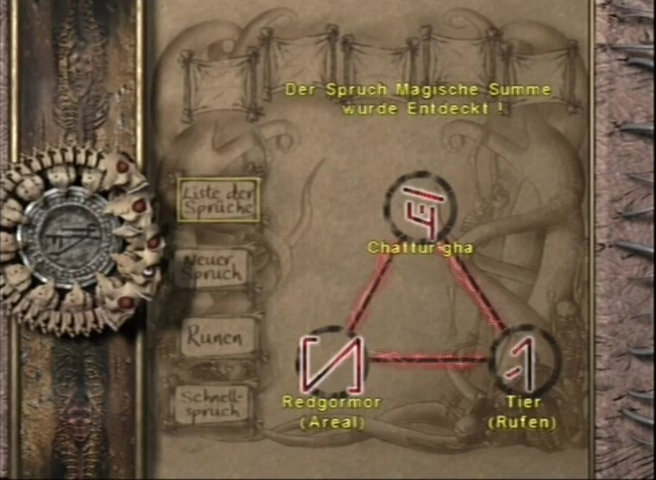 Der Spruch Magische Summe
wurde Entdeckt !
Liste der
Sprüche
Neuer
Spruch
Runen
Schnell-
spruch
Chattur'gha
Redgormor
(Areal)
Tier
(Rufen)